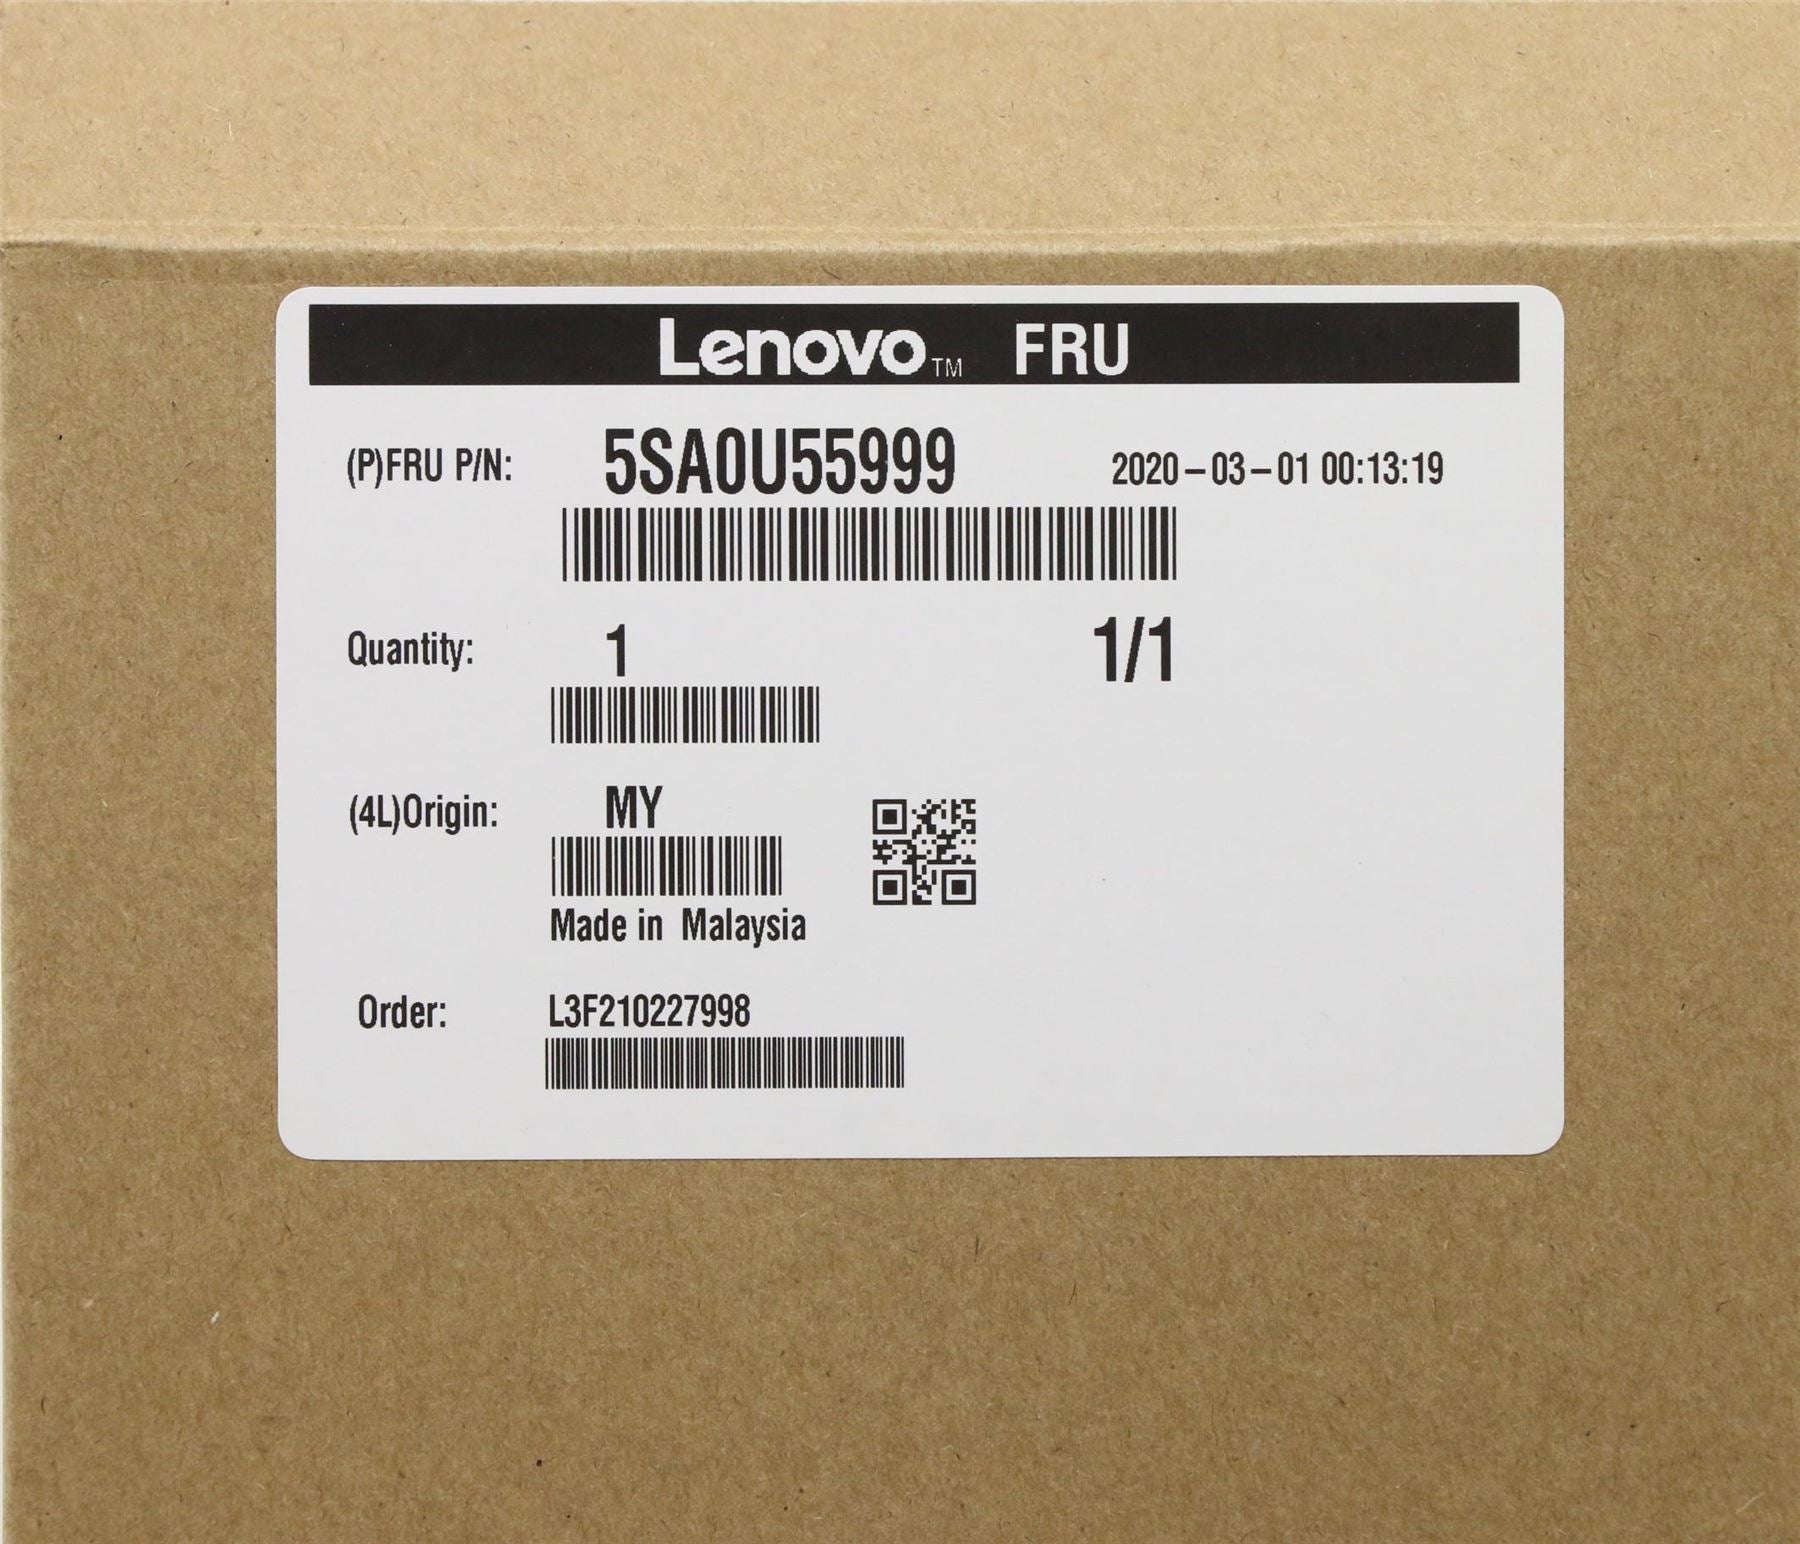 Lenovo™ FRU
(P)FRU P/N: 5SA0U55999 2020-03-01 00:13:19
Quantity: 1 1/1
(4L)Origin: MY
Made in Malaysia
Order: L3F210227998